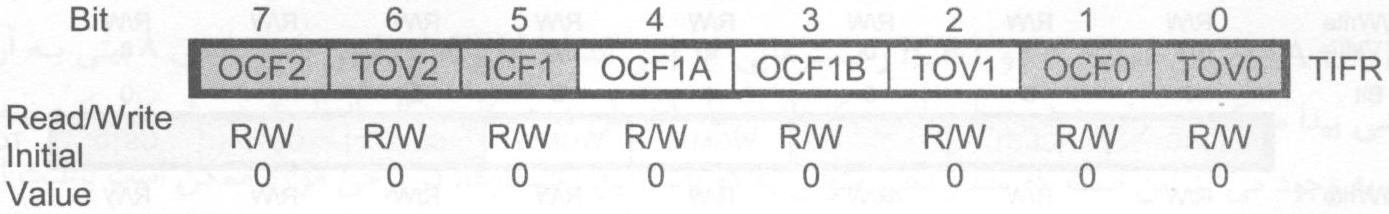 Bit 7 6 5 4 3 2 1 0
OCF2 TOV2 ICF1 OCF1A OCF1B TOV1 OCF0 TOV0 TIFR
Read/Write R/W R/W R/W R/W R/W R/W R/W R/W
Initial
Value 0 0 0 0 0 0 0 0